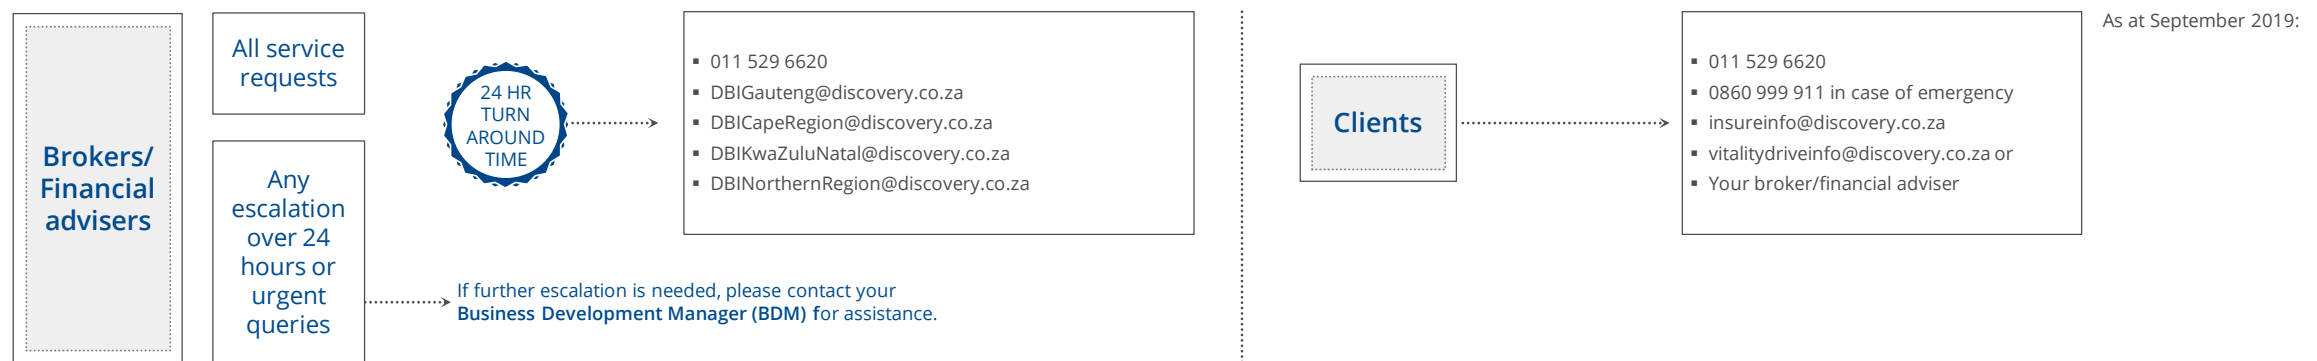 Brokers/
Financial
advisers
All service
requests
Any
escalation
over 24
hours or
urgent
queries
24 HR
TURN
AROUND
TIME
▪ 011 529 6620
▪ DBIGauteng@discovery.co.za
▪ DBICapeRegion@discovery.co.za
▪ DBIKwaZuluNatal@discovery.co.za
▪ DBINorthernRegion@discovery.co.za
If further escalation is needed, please contact your
Business Development Manager (BDM) for assistance.
Clients
▪ 011 529 6620
▪ 0860 999 911 in case of emergency
▪ insureinfo@discovery.co.za
▪ vitalitydriveinfo@discovery.co.za or
▪ Your broker/financial adviser
As at September 2019: